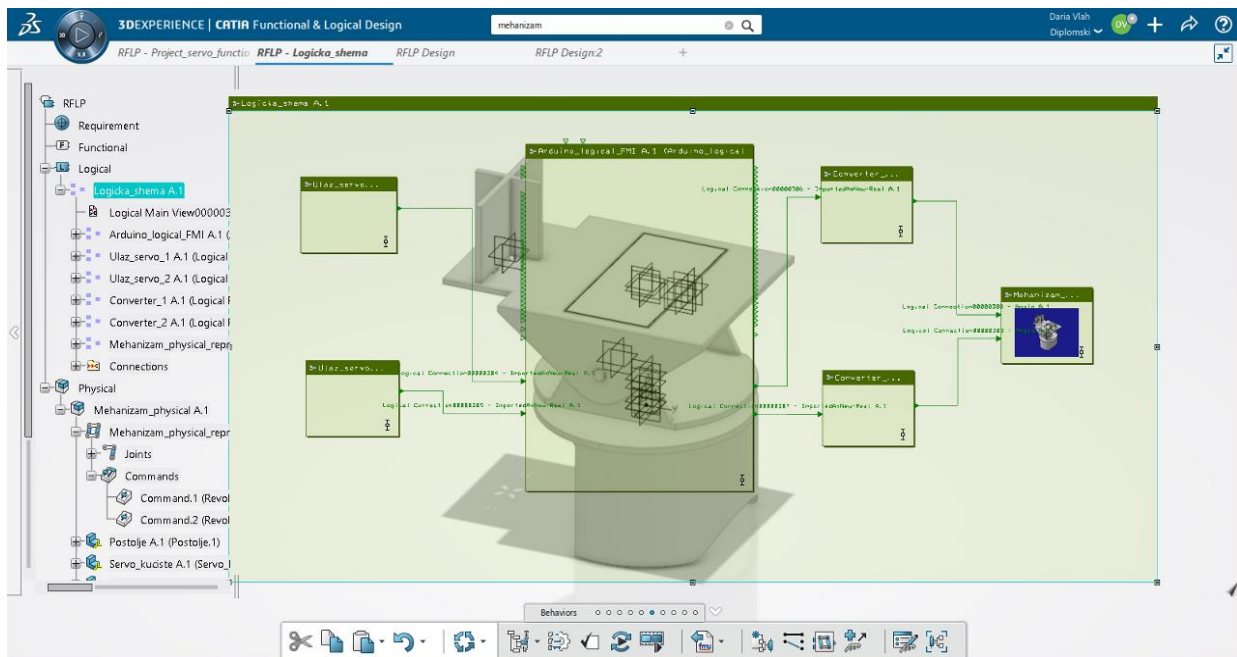 3DEXPERIENCE | CATIA Functional & Logical Design
mehanizam
Daria Vlah
Diplomski
DV
RFLP - Project_servo_functio
RFLP - Logicka_shema
RFLP Design
RFLP Design:2
RFLP
Requirement
Functional
Logical
Logicka_shema A.1
Logical Main View000003
Arduino_logical_FMI A.1 (
Ulaz_servo_1 A.1 (Logical
Ulaz_servo_2 A.1 (Logical
Converter_1 A.1 (Logical
Converter_2 A.1 (Logical
Mehanizam_physical_repr
Connections
Physical
Mehanizam_physical A.1
Mehanizam_physical_repr
Joints
Commands
Command.1 (Revol
Command.2 (Revol
Postolje A.1 (Postolje.1)
Servo_kuciste A.1 (Servo_
Logicka_shema A.1
Arduino_logical_FMI A.1 (Arduino_logical)
Ulaz_servo...
Converter_...
Mehanizam_...
Ulaz_servo...
Converter_...
Behaviors